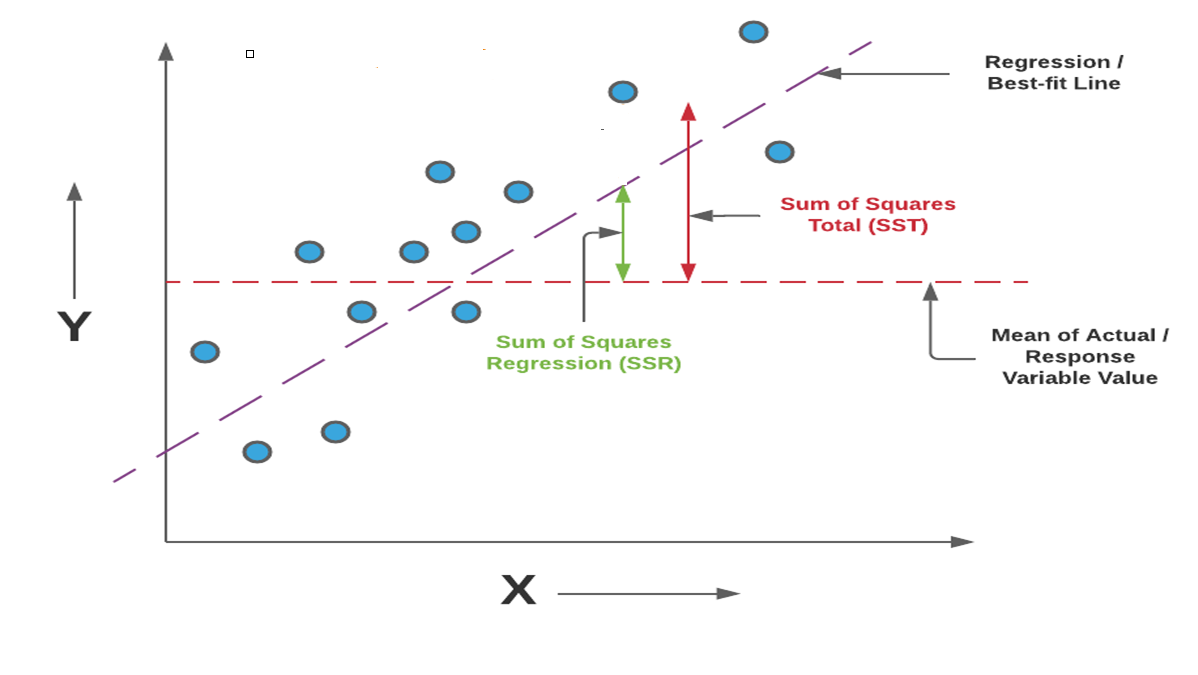 Regression /
Best-fit Line
Sum of Squares
Total (SST)
Y
Sum of Squares
Regression (SSR)
Mean of Actual /
Response
Variable Value
X